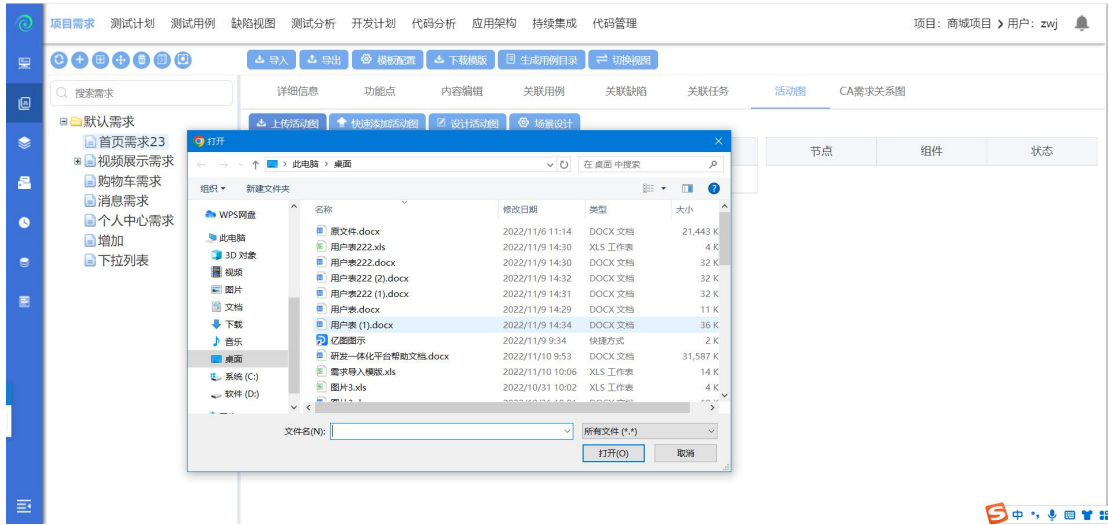 项目需求 测试计划 测试用例 缺陷视图 测试分析 开发计划 代码分析 应用架构 持续集成 代码管理 项目: 商城项目 > 用户: zwj
导入 导出 模板配置 下载模版 生成用例目录 切换视图
搜索需求
详细信息 功能点 内容编辑 关联用例 关联缺陷 关联任务 活动图 CA需求关系图
上传活动图 快速添加活动图 设计活动图 场景设计
默认需求
首页需求23
视频展示需求
购物车需求
消息需求
个人中心需求
增加
下拉列表
节点 组件 状态
打开
此电脑 > 桌面 在 桌面 中搜索
组织 新建文件夹
WPS网盘
此电脑
3D 对象
视频
图片
文档
下载
音乐
桌面
系统 (C:)
软件 (D:)
名称 修改日期 类型 大小
原文件.docx 2022/11/6 11:14 DOCX 文档 21,443 K
用户表222.xls 2022/11/9 14:30 XLS 工作表 4 K
用户表222.docx 2022/11/9 14:30 DOCX 文档 32 K
用户表222 (2).docx 2022/11/9 14:32 DOCX 文档 32 K
用户表222 (1).docx 2022/11/9 14:31 DOCX 文档 32 K
用户表.docx 2022/11/9 14:29 DOCX 文档 11 K
用户表 (1).docx 2022/11/9 14:34 DOCX 文档 36 K
亿图图示 2022/11/9 9:34 快捷方式 2 K
研发一体化平台帮助文档.docx 2022/11/10 9:53 DOCX 文档 31,587 K
需求导入模版.xls 2022/11/10 10:06 XLS 工作表 14 K
图片3.xls 2022/10/31 10:02 XLS 工作表 4 K
文件名(N): 所有文件 (*.*)
打开(O) 取消
中